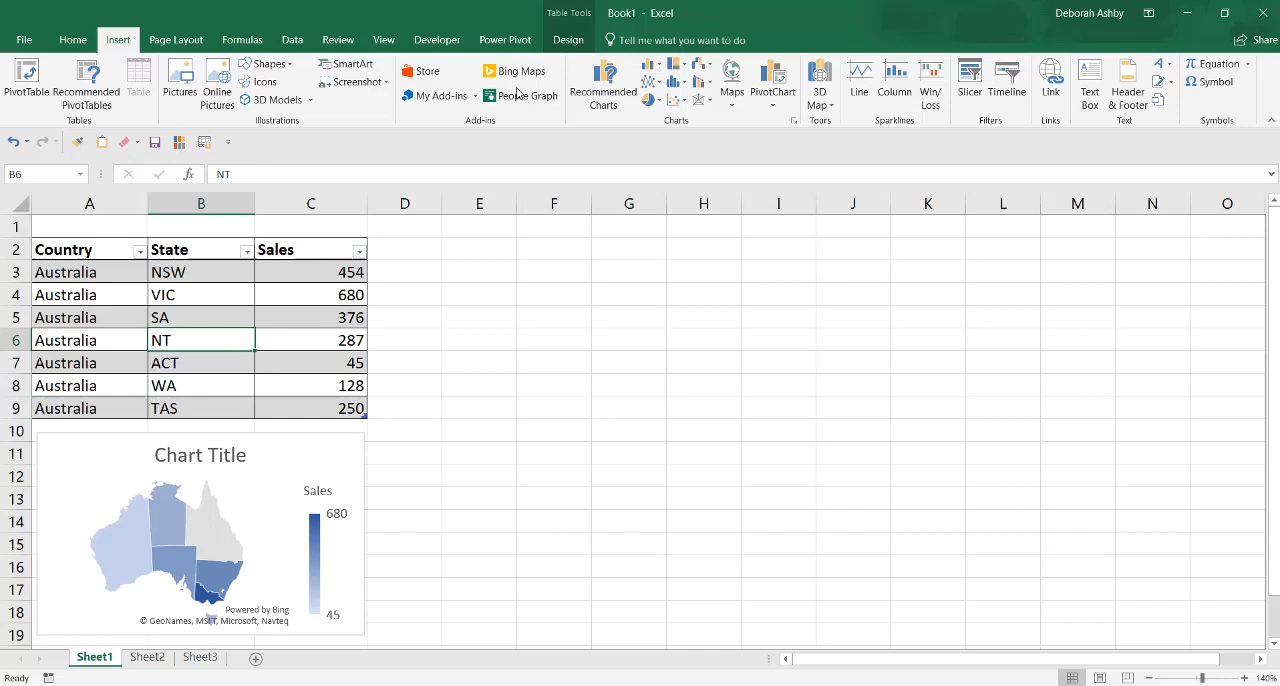 Table Tools Book1 - Excel Deborah Ashby
File Home Insert Page Layout Formulas Data Review View Developer Power Pivot Design Tell me what you want to do Share
PivotTable Recommended PivotTables Table
Tables
Pictures Online Pictures Shapes Icons 3D Models SmartArt Screenshot
Illustrations
Store My Add-ins Bing Maps People Graph
Add-ins
Recommended Charts Maps PivotChart
Charts
3D Map
Tours
Line Column Win/Loss
Sparklines
Slicer Timeline
Filters
Link
Links
Text Box Header & Footer
Text
Equation Symbol
Symbols
B6 fx NT
A B C D E F G H I J K L M N O
1
2 Country State Sales
3 Australia NSW 454
4 Australia VIC 680
5 Australia SA 376
6 Australia NT 287
7 Australia ACT 45
8 Australia WA 128
9 Australia TAS 250
10
11
12
13
14
15
16
17
18
19
Chart Title
Sales
680
45
Powered by Bing
© GeoNames, MSFT, Microsoft, Navteq
Sheet1 Sheet2 Sheet3
Ready 140%